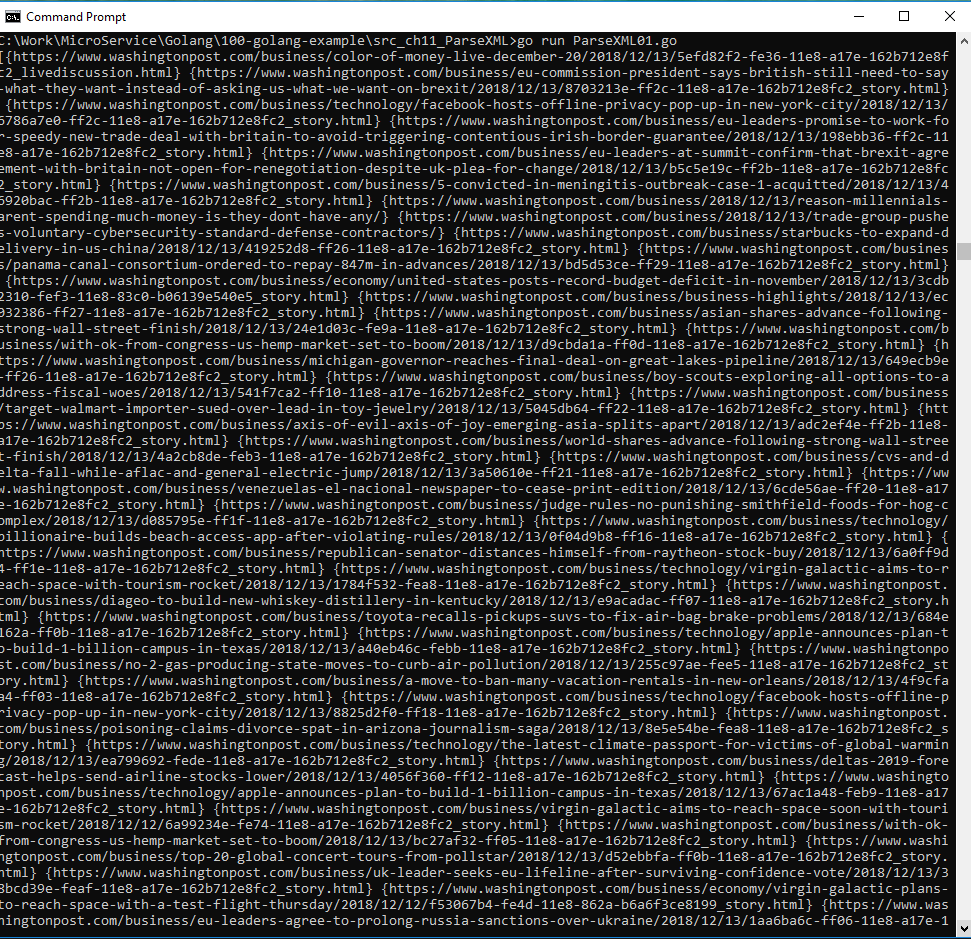 Command Prompt
C:\Work\MicroService\Golang\100-golang-example\src_ch11_ParseXML>go run ParseXML01.go
[{https://www.washingtonpost.com/business/color-of-money-live-december-20/2018/12/13/5efd82f2-fe36-11e8-a17e-162b712e8f
c2_livediscussion.html} {https://www.washingtonpost.com/business/eu-commission-president-says-british-still-need-to-say
-what-they-want-instead-of-asking-us-what-we-want-on-brexit/2018/12/13/8703213e-ff2c-11e8-a17e-162b712e8fc2_story.html}
 {https://www.washingtonpost.com/business/technology/facebook-hosts-offline-privacy-pop-up-in-new-york-city/2018/12/13/
6786a7e0-ff2c-11e8-a17e-162b712e8fc2_story.html} {https://www.washingtonpost.com/business/eu-leaders-promise-to-work-fo
r-speedy-new-trade-deal-with-britain-to-avoid-triggering-contentious-irish-border-guarantee/2018/12/13/198ebb36-ff2c-11
e8-a17e-162b712e8fc2_story.html} {https://www.washingtonpost.com/business/eu-leaders-at-summit-confirm-that-brexit-agre
ement-with-britain-not-open-for-renegotiation-despite-uk-plea-for-change/2018/12/13/b5c5e19c-ff2b-11e8-a17e-162b712e8fc
2_story.html} {https://www.washingtonpost.com/business/5-convicted-in-meningitis-outbreak-case-1-acquitted/2018/12/13/4
6920bac-ff2b-11e8-a17e-162b712e8fc2_story.html} {https://www.washingtonpost.com/business/2018/12/13/reason-millennials-
arent-spending-much-money-is-they-dont-have-any/} {https://www.washingtonpost.com/business/2018/12/13/trade-group-pushe
s-voluntary-cybersecurity-standard-defense-contractors/} {https://www.washingtonpost.com/business/starbucks-to-expand-d
elivery-in-us-china/2018/12/13/419252d8-ff26-11e8-a17e-162b712e8fc2_story.html} {https://www.washingtonpost.com/busines
s/panama-canal-consortium-ordered-to-repay-847m-in-advances/2018/12/13/bd5d53ce-ff29-11e8-a17e-162b712e8fc2_story.html}
 {https://www.washingtonpost.com/business/economy/united-states-posts-record-budget-deficit-in-november/2018/12/13/3cdb
2310-fef3-11e8-83c0-b06139e540e5_story.html} {https://www.washingtonpost.com/business/business-highlights/2018/12/13/ec
032386-ff27-11e8-a17e-162b712e8fc2_story.html} {https://www.washingtonpost.com/business/asian-shares-advance-following-
strong-wall-street-finish/2018/12/13/24e1d03c-fe9a-11e8-a17e-162b712e8fc2_story.html} {https://www.washingtonpost.com/b
usiness/with-ok-from-congress-us-hemp-market-set-to-boom/2018/12/13/d9cbda1a-ff0d-11e8-a17e-162b712e8fc2_story.html} {h
ttps://www.washingtonpost.com/business/michigan-governor-reaches-final-deal-on-great-lakes-pipeline/2018/12/13/649ecb9e
-ff26-11e8-a17e-162b712e8fc2_story.html} {https://www.washingtonpost.com/business/boy-scouts-exploring-all-options-to-a
ddress-fiscal-woes/2018/12/13/541f7ca2-ff10-11e8-a17e-162b712e8fc2_story.html} {https://www.washingtonpost.com/business
/target-walmart-importer-sued-over-lead-in-toy-jewelry/2018/12/13/5045db64-ff22-11e8-a17e-162b712e8fc2_story.html} {htt
ps://www.washingtonpost.com/business/axis-of-evil-axis-of-joy-emerging-asia-splits-apart/2018/12/13/adc2ef4e-ff2b-11e8-
a17e-162b712e8fc2_story.html} {https://www.washingtonpost.com/business/world-shares-advance-following-strong-wall-stree
t-finish/2018/12/13/4a2cb8de-feb3-11e8-a17e-162b712e8fc2_story.html} {https://www.washingtonpost.com/business/cvs-and-d
elta-fall-while-aflac-and-general-electric-jump/2018/12/13/3a50610e-ff21-11e8-a17e-162b712e8fc2_story.html} {https://ww
w.washingtonpost.com/business/venezuelas-el-nacional-newspaper-to-cease-print-edition/2018/12/13/6cde56ae-ff20-11e8-a17
e-162b712e8fc2_story.html} {https://www.washingtonpost.com/business/judge-rules-no-punishing-smithfield-foods-for-hog-c
omplex/2018/12/13/d085795e-ff1f-11e8-a17e-162b712e8fc2_story.html} {https://www.washingtonpost.com/business/technology/
billionaire-builds-beach-access-app-after-violating-rules/2018/12/13/0f04d9b8-ff16-11e8-a17e-162b712e8fc2_story.html} {
https://www.washingtonpost.com/business/republican-senator-distances-himself-from-raytheon-stock-buy/2018/12/13/6a0ff9d
4-ff1e-11e8-a17e-162b712e8fc2_story.html} {https://www.washingtonpost.com/business/technology/virgin-galactic-aims-to-r
each-space-with-tourism-rocket/2018/12/13/1784f532-fea8-11e8-a17e-162b712e8fc2_story.html} {https://www.washingtonpost.
com/business/diageo-to-build-new-whiskey-distillery-in-kentucky/2018/12/13/e9acadac-ff07-11e8-a17e-162b712e8fc2_story.h
tml} {https://www.washingtonpost.com/business/toyota-recalls-pickups-suvs-to-fix-air-bag-brake-problems/2018/12/13/684e
162a-ff0b-11e8-a17e-162b712e8fc2_story.html} {https://www.washingtonpost.com/business/technology/apple-announces-plan-t
o-build-1-billion-campus-in-texas/2018/12/13/a40eb46c-febb-11e8-a17e-162b712e8fc2_story.html} {https://www.washingtonpo
st.com/business/no-2-gas-producing-state-moves-to-curb-air-pollution/2018/12/13/255c97ae-fee5-11e8-a17e-162b712e8fc2_st
ory.html} {https://www.washingtonpost.com/business/a-move-to-ban-many-vacation-rentals-in-new-orleans/2018/12/13/4f9cfa
a4-ff03-11e8-a17e-162b712e8fc2_story.html} {https://www.washingtonpost.com/business/technology/facebook-hosts-offline-p
rivacy-pop-up-in-new-york-city/2018/12/13/8825d2f0-ff18-11e8-a17e-162b712e8fc2_story.html} {https://www.washingtonpost.
com/business/poisoning-claims-divorce-spat-in-arizona-journalism-saga/2018/12/13/8e5e54be-fea8-11e8-a17e-162b712e8fc2_s
tory.html} {https://www.washingtonpost.com/business/technology/the-latest-climate-passport-for-victims-of-global-warmin
g/2018/12/13/ea799692-fede-11e8-a17e-162b712e8fc2_story.html} {https://www.washingtonpost.com/business/deltas-2019-fore
cast-helps-send-airline-stocks-lower/2018/12/13/4056f360-ff12-11e8-a17e-162b712e8fc2_story.html} {https://www.washingto
npost.com/business/technology/apple-announces-plan-to-build-1-billion-campus-in-texas/2018/12/13/67ac1a48-feb9-11e8-a17
e-162b712e8fc2_story.html} {https://www.washingtonpost.com/business/virgin-galactic-aims-to-reach-space-soon-with-touri
sm-rocket/2018/12/12/6a99234e-fe74-11e8-a17e-162b712e8fc2_story.html} {https://www.washingtonpost.com/business/with-ok-
from-congress-us-hemp-market-set-to-boom/2018/12/13/bc27af32-ff05-11e8-a17e-162b712e8fc2_story.html} {https://www.washi
ngtonpost.com/business/top-20-global-concert-tours-from-pollstar/2018/12/13/d52ebbfa-ff0b-11e8-a17e-162b712e8fc2_story.
html} {https://www.washingtonpost.com/business/uk-leader-seeks-eu-lifeline-after-surviving-confidence-vote/2018/12/13/3
8bcd39e-feaf-11e8-a17e-162b712e8fc2_story.html} {https://www.washingtonpost.com/business/economy/virgin-galactic-plans-
to-reach-space-with-a-test-flight-thursday/2018/12/12/f53067b4-fe4d-11e8-862a-b6a6f3ce8199_story.html} {https://www.was
hingtonpost.com/business/eu-leaders-agree-to-prolong-russia-sanctions-over-ukraine/2018/12/13/1aa6ba6c-ff06-11e8-a17e-1